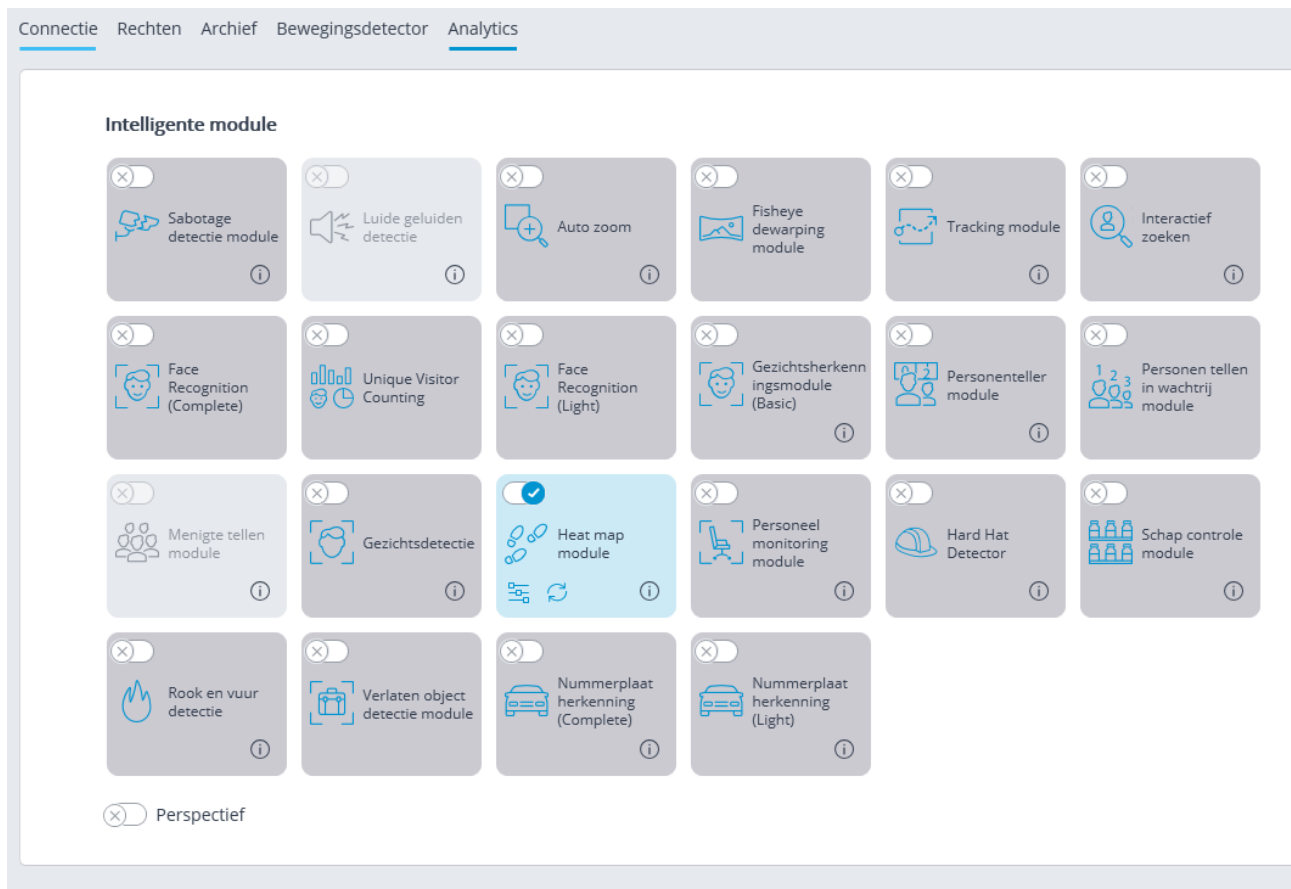 Connectie Rechten Archief Bewegingsdetector Analytics
Intelligente module
Sabotage
detectie module
Luide geluiden
detectie
Auto zoom
Fisheye
dewarping
module
Tracking module
Interactief
zoeken
Face
Recognition
(Complete)
Unique Visitor
Counting
Face
Recognition
(Light)
Gezichtsherkenn
ingsmodule
(Basic)
Personenteller
module
1 2 3
Personen tellen
in wachtrij
module
Menigte tellen
module
Gezichtsdetectie
Heat map
module
Personeel
monitoring
module
Hard Hat
Detector
Schap controle
module
Rook en vuur
detectie
Verlaten object
detectie module
Nummerplaat
herkenning
(Complete)
Nummerplaat
herkenning
(Light)
Perspectief